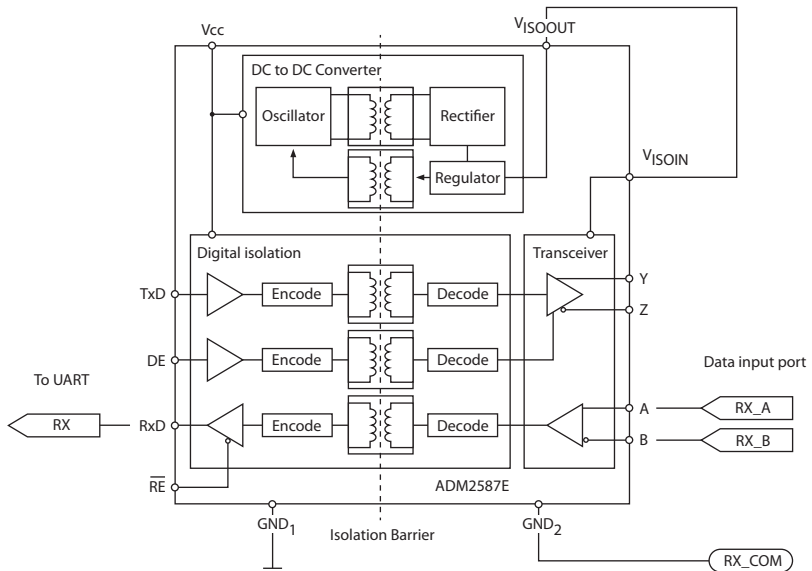 Vcc
VISOOUT
DC to DC Converter
Oscillator
Rectifier
Regulator
VISOIN
Digital isolation
Transceiver
TxD
Encode
Decode
Y
Z
DE
Encode
Decode
To UART
Data input port
RX
RxD
Encode
Decode
A
RX_A
B
RX_B
RE
ADM2587E
GND1
Isolation Barrier
GND2
RX_COM